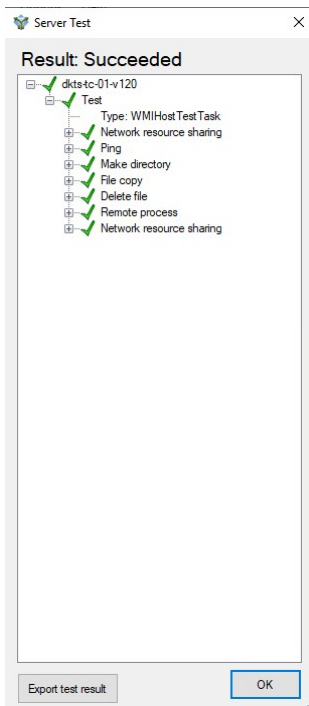 Server Test
Result: Succeeded
dkts-tc-01-v120
Test
Type: WMIHostTestTask
Network resource sharing
Ping
Make directory
File copy
Delete file
Remote process
Network resource sharing
Export test result
OK